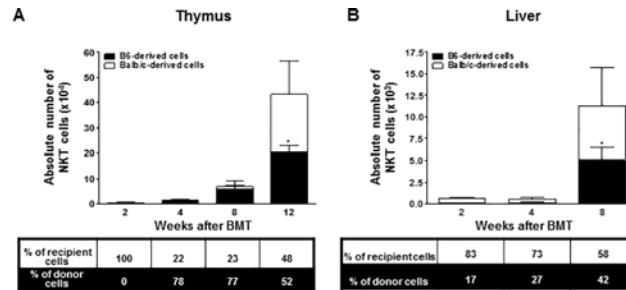 A
Thymus
B6-derived cells
Balb/c-derived cells
Absolute number of
NKT cells (x10⁴)
60
50
40
30
20
10
0
*
2 4 8 12
Weeks after BMT
% of recipient
cells
100 22 23 48
% of donor
cells
0 78 77 52
B
Liver
B6-derived cells
Balb/c-derived cells
Absolute number of
NKT cells (x10³)
17.5
15.0
12.5
10.0
7.5
5.0
2.5
0.0
*
2 4 8
Weeks after BMT
% of recipient cells 83 73 58
% of donor cells 17 27 42